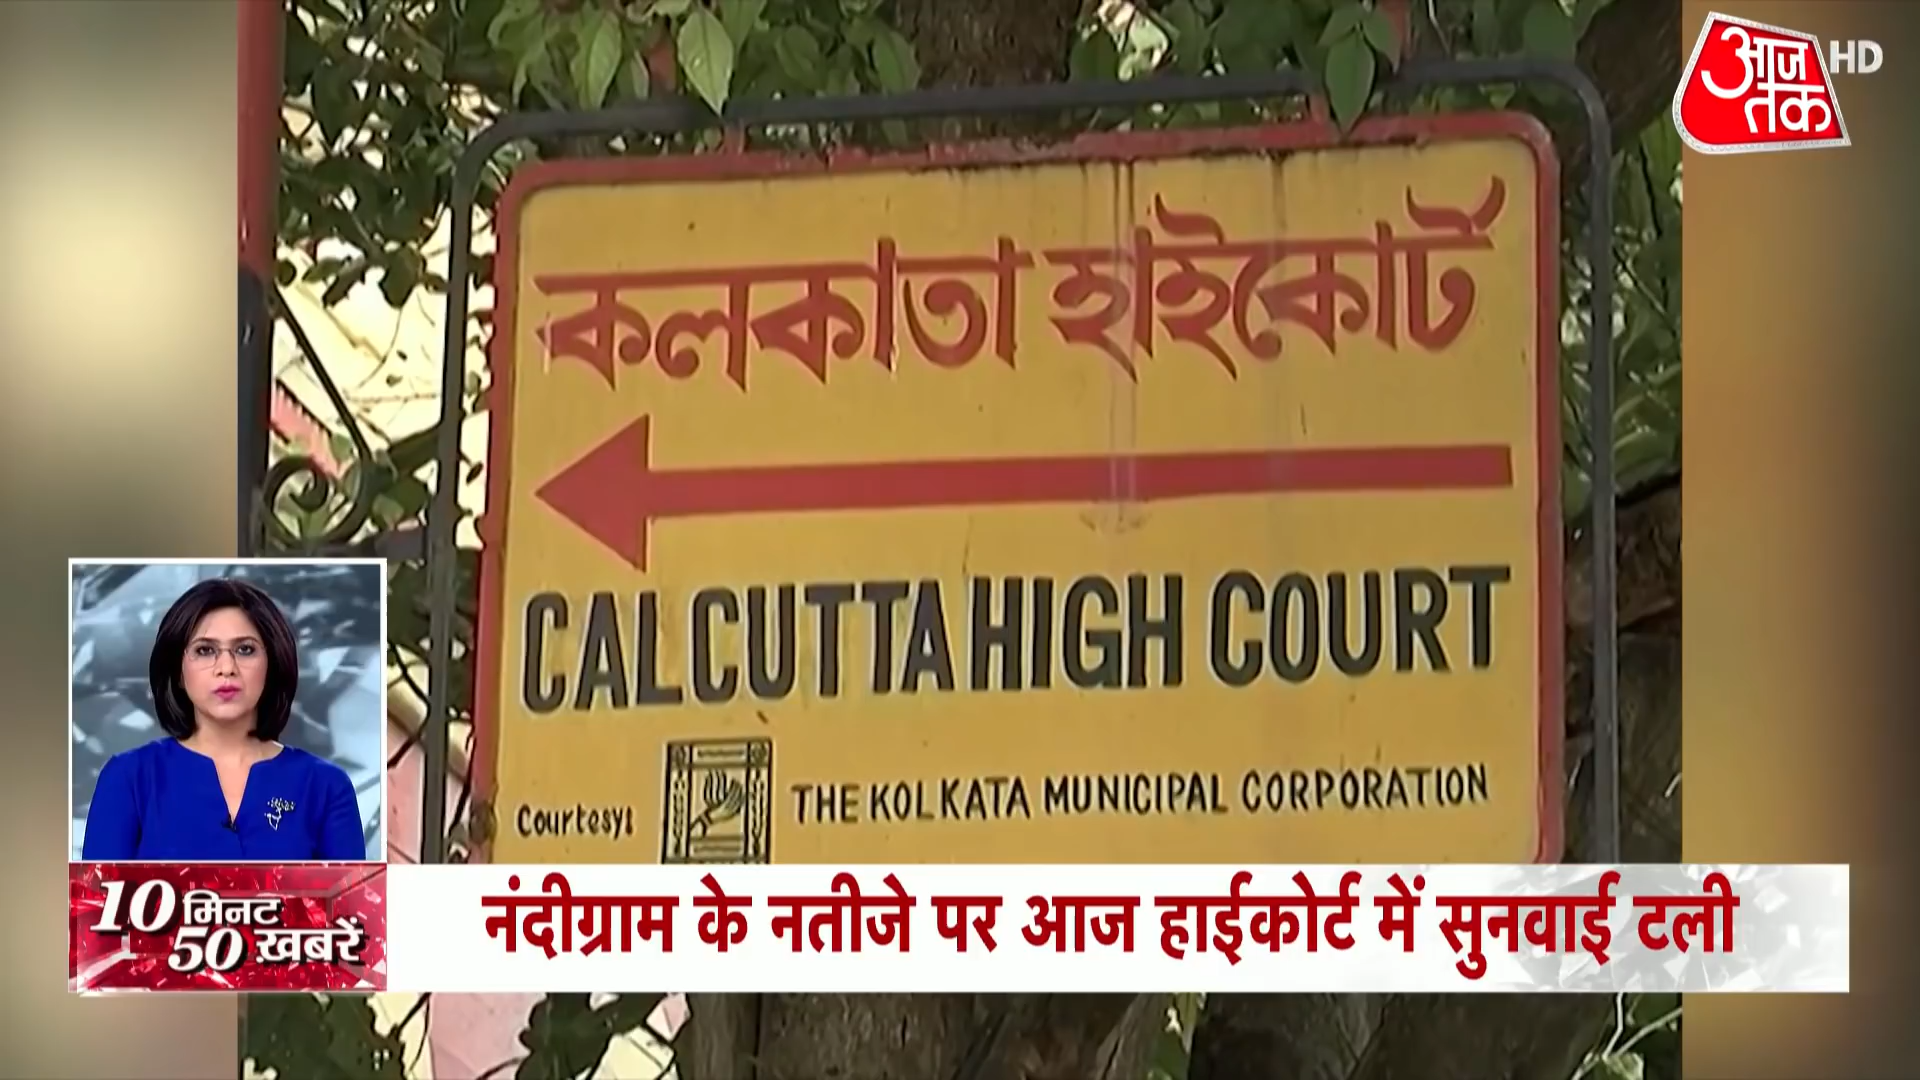 आज तक HD
কলকাতা হাইকোর্ট
CALCUTTA HIGH COURT
Courtesy: THE KOLKATA MUNICIPAL CORPORATION
10 मिनट
50 ख़बरें
नंदीग्राम के नतीजे पर आज हाईकोर्ट में सुनवाई टली